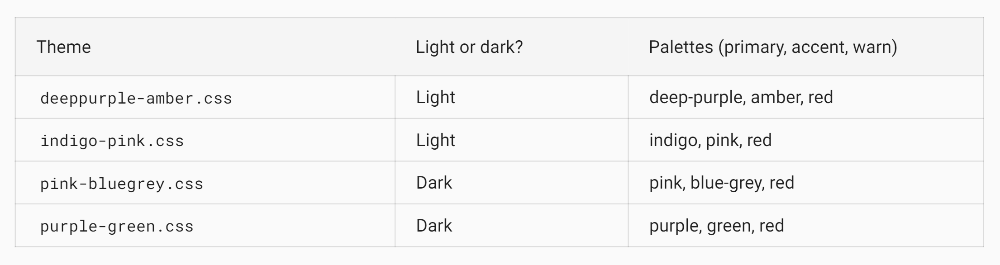 Theme Light or dark? Palettes (primary, accent, warn)
deeppurple-amber.css Light deep-purple, amber, red
indigo-pink.css Light indigo, pink, red
pink-bluegrey.css Dark pink, blue-grey, red
purple-green.css Dark purple, green, red